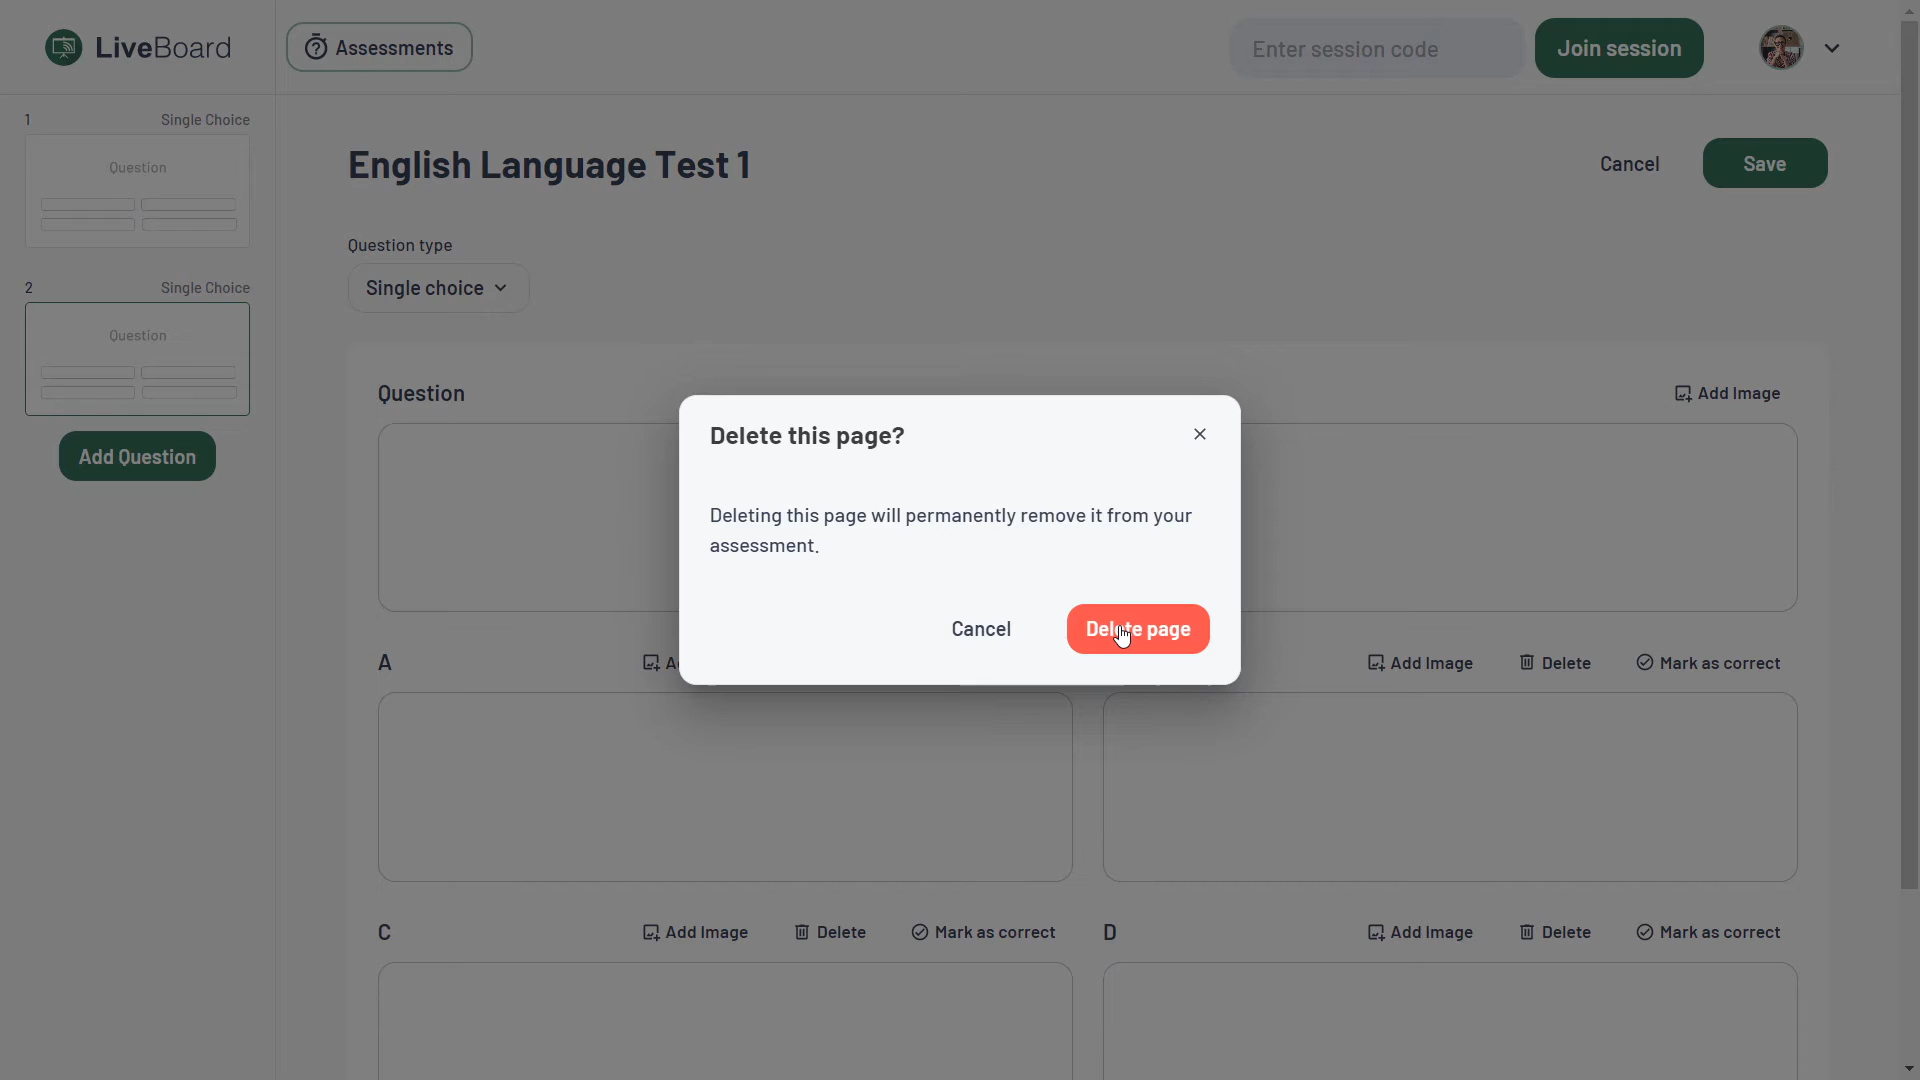 LiveBoard
Assessments
Enter session code
Join session
1 Single Choice
Question
2 Single Choice
Question
Add Question
English Language Test 1
Cancel
Save
Question type
Single choice
Question
Add Image
Delete this page?
Deleting this page will permanently remove it from your
assessment.
Cancel
Delete page
A
Add Image Delete Mark as correct
C
Add Image Delete Mark as correct
D
Add Image Delete Mark as correct